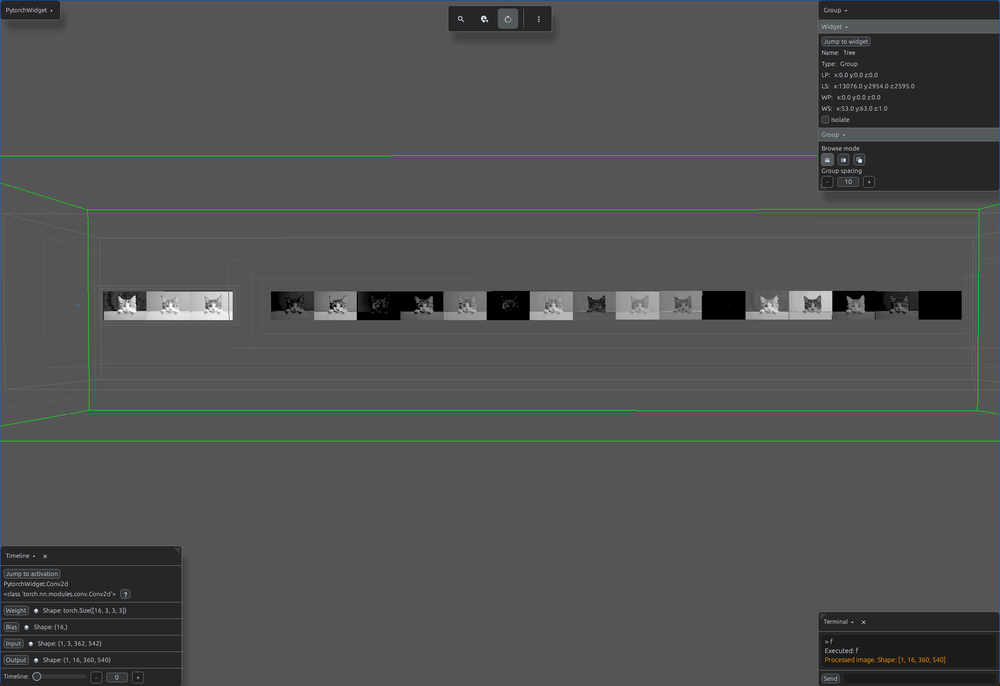 PytorchWidget
Group
Widget
Jump to widget
Name: Tree
Type: Group
LP: x:0.0 y:0.0 z:0.0
LS: x:13076.0 y:2954.0 z:2595.0
WP: x:0.0 y:0.0 z:0.0
WS: x:53.0 y:63.0 z:1.0
Isolate
Group
Browse mode
Group spacing
- 10 +
Timeline ×
Jump to activation
PytorchWidget.Conv2d
<class 'torch.nn.modules.conv.Conv2d'> ?
Weight Shape: torch.Size([16, 3, 3, 3])
Bias Shape: (16,)
Input Shape: (1, 3, 362, 542)
Output Shape: (1, 16, 360, 540)
Timeline: - 0 +
Terminal ×
> f
Executed: f
Processed image. Shape: [1, 16, 360, 540]
Send